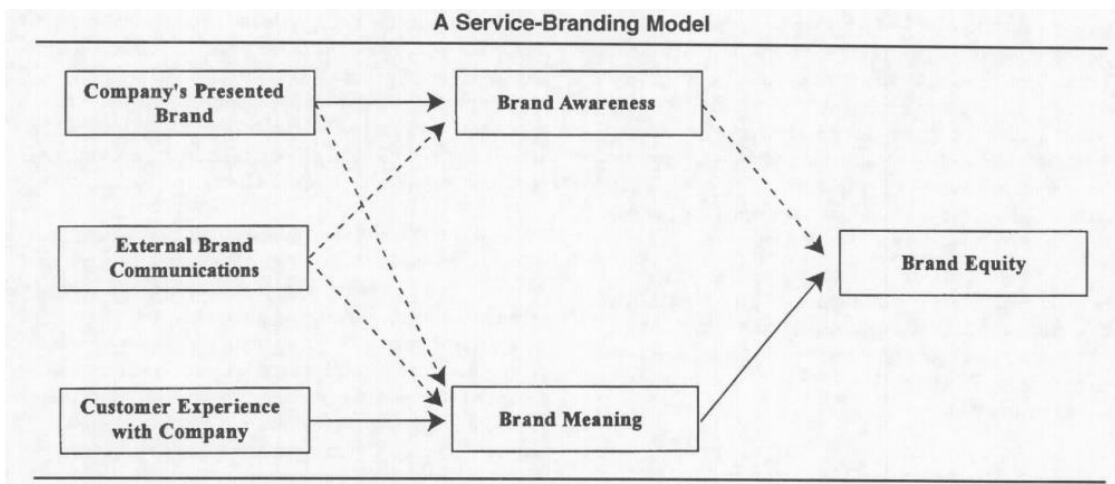 A Service-Branding Model
Company's Presented
Brand
Brand Awareness
External Brand
Communications
Brand Equity
Customer Experience
with Company
Brand Meaning